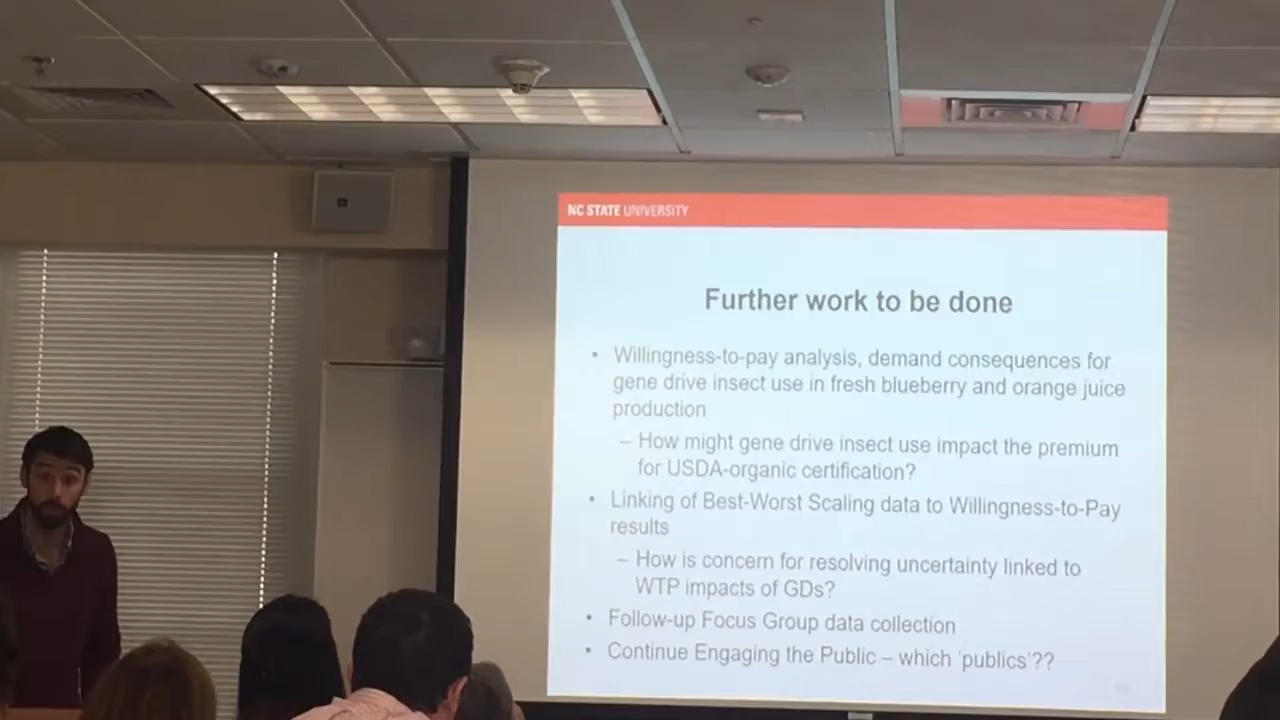 NC STATE UNIVERSITY
Further work to be done
• Willingness-to-pay analysis, demand consequences for
gene drive insect use in fresh blueberry and orange juice
production
– How might gene drive insect use impact the premium
for USDA-organic certification?
• Linking of Best-Worst Scaling data to Willingness-to-Pay
results
– How is concern for resolving uncertainty linked to
WTP impacts of GDs?
• Follow-up Focus Group data collection
• Continue Engaging the Public – which 'publics'??